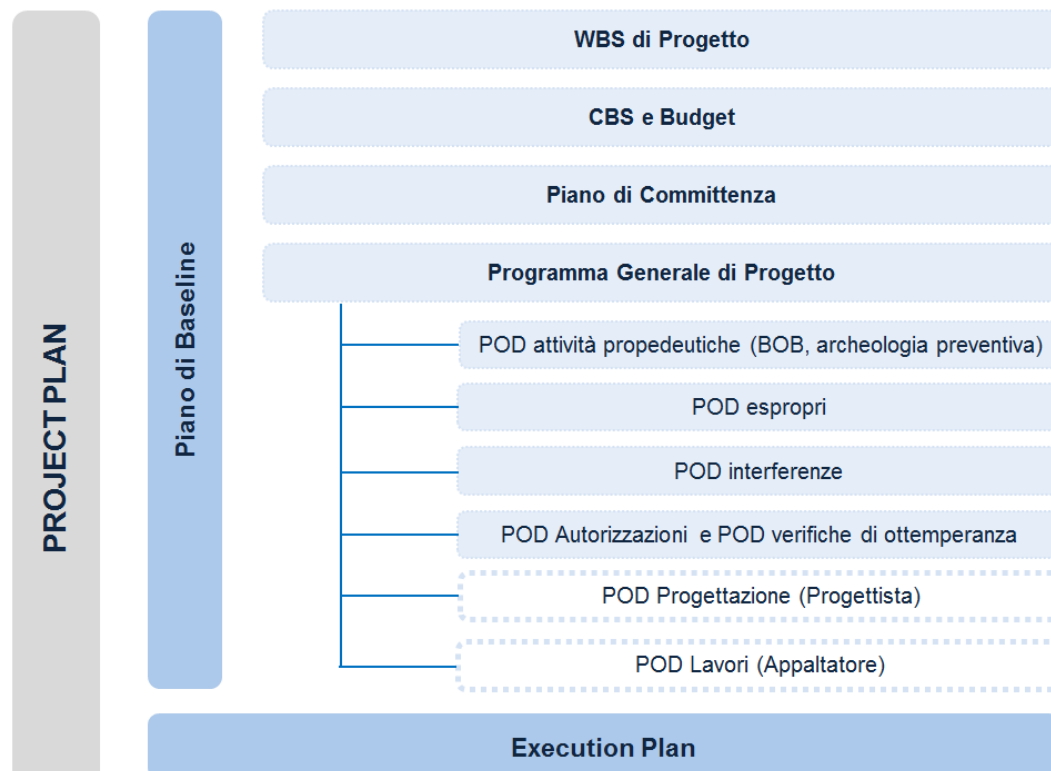 PROJECT PLAN
Piano di Baseline
WBS di Progetto
CBS e Budget
Piano di Committenza
Programma Generale di Progetto
POD attività propedeutiche (BOB, archeologia preventiva)
POD espropri
POD interferenze
POD Autorizzazioni e POD verifiche di ottemperanza
POD Progettazione (Progettista)
POD Lavori (Appaltatore)
Execution Plan